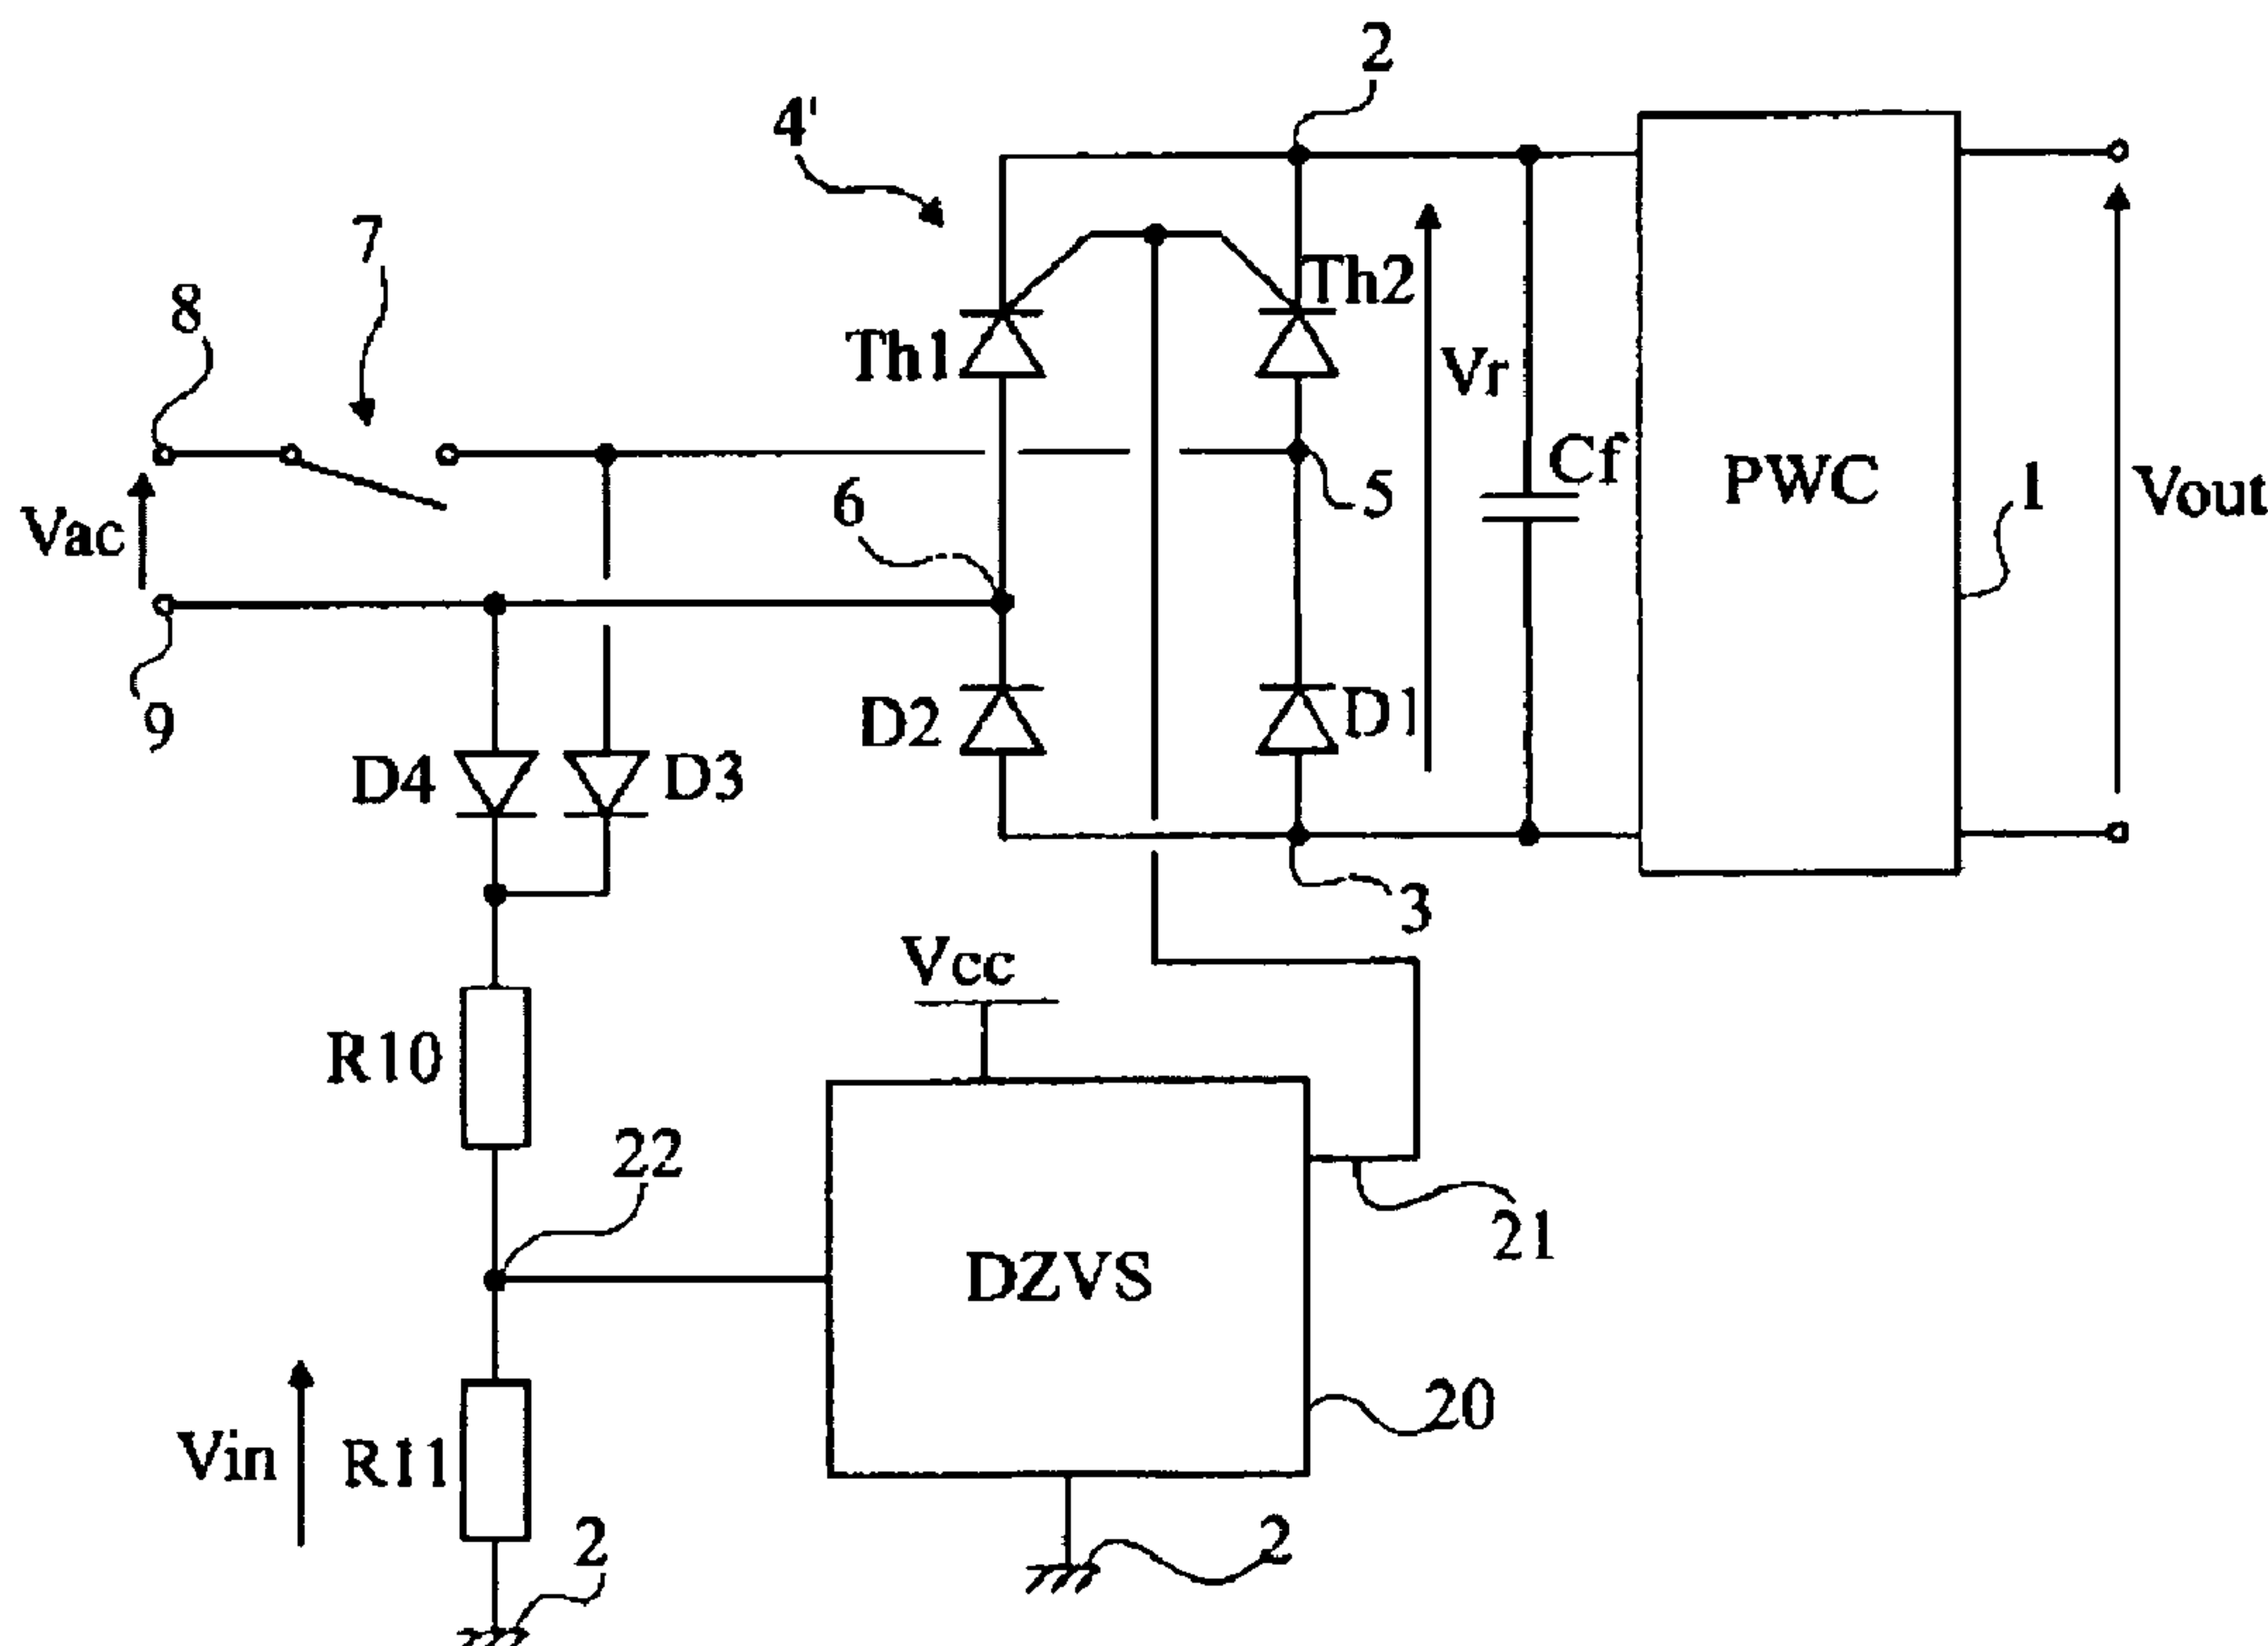 2
4'
7
Th2
8
Th1
Vr
Cf
PWC
5
6
1
Vout
Vac
D2
D1
9
D4
D3
3
Vcc
R10
22
21
DZVS
20
Vin
R11
2
2